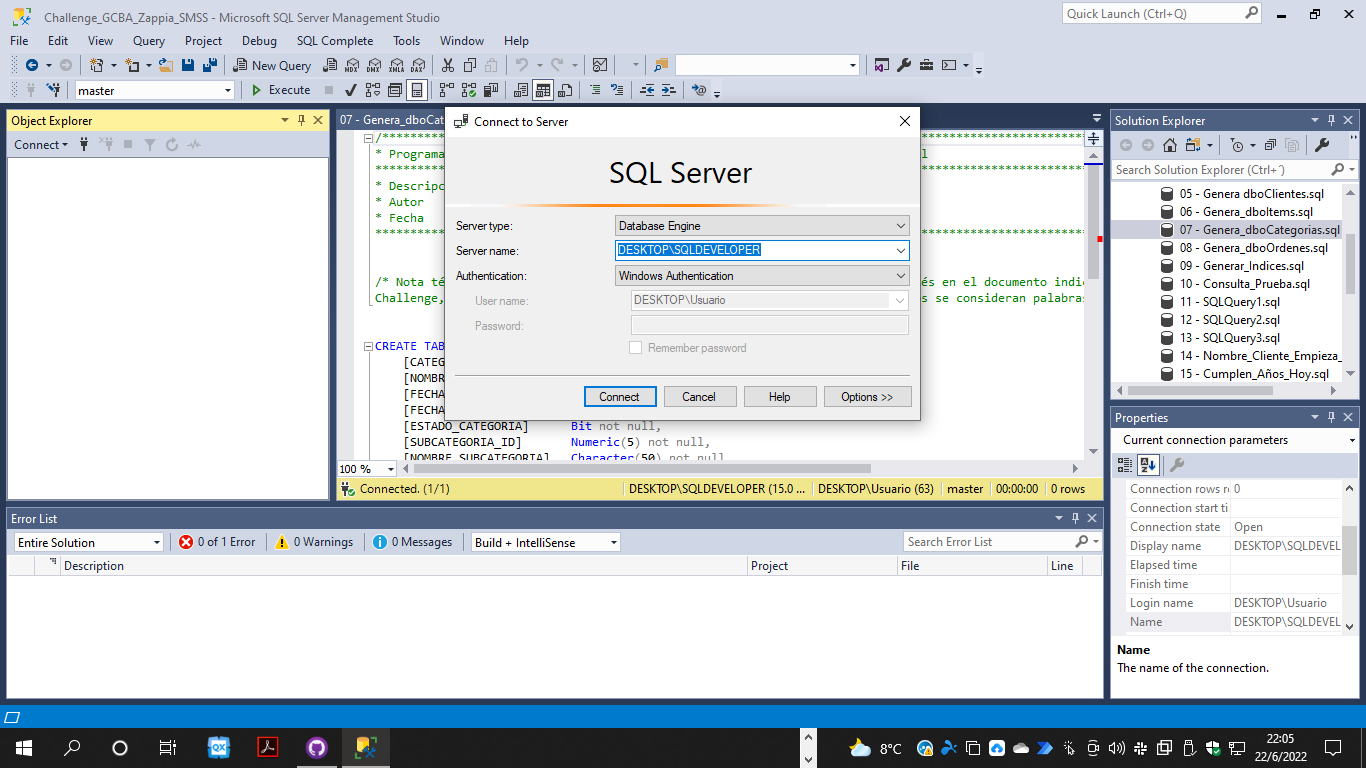 Challenge_GCBA_Zappia_SMSS - Microsoft SQL Server Management Studio
Quick Launch (Ctrl+Q)
File Edit View Query Project Debug SQL Complete Tools Window Help
New Query MDX DMX XMLA DAX
master Execute
Object Explorer
Connect
07 - Genera_dboCat
/****
* Programa
* Descripc
* Autor
* Fecha
/* Nota té
és en el documento indi
Challenge,
s se consideran palabra
CREATE TAB
[CATEG
[NOMBR
[FECHA
[FECHA
[ESTADO_CATEGORIA] Bit not null,
[SUBCATEGORIA_ID] Numeric(5) not null,
[NOMBRE_SUBCATEGORIA] Character(50) not null
100 %
Connected. (1/1) DESKTOP\SQLDEVELOPER (15.0 ... DESKTOP\Usuario (63) master 00:00:00 0 rows
Connect to Server
SQL Server
Server type: Database Engine
Server name: DESKTOP\SQLDEVELOPER
Authentication: Windows Authentication
User name: DESKTOP\Usuario
Password:
Remember password
Connect Cancel Help Options >>
Solution Explorer
Search Solution Explorer (Ctrl+´)
05 - Genera dboClientes.sql
06 - Genera_dboItems.sql
07 - Genera_dboCategorias.sql
08 - Genera_dboOrdenes.sql
09 - Generar_Indices.sql
10 - Consulta_Prueba.sql
11 - SQLQuery1.sql
12 - SQLQuery2.sql
13 - SQLQuery3.sql
14 - Nombre_Cliente_Empieza_
15 - Cumplen_Años_Hoy.sql
Properties
Current connection parameters
Connection rows re 0
Connection start ti
Connection state Open
Display name DESKTOP\SQLDEVEL
Elapsed time
Finish time
Login name DESKTOP\Usuario
Name DESKTOP\SQLDEVEL
Name
The name of the connection.
Error List
Entire Solution 0 of 1 Error 0 Warnings 0 Messages Build + IntelliSense Search Error List
Description Project File Line
8°C
22:05
22/6/2022